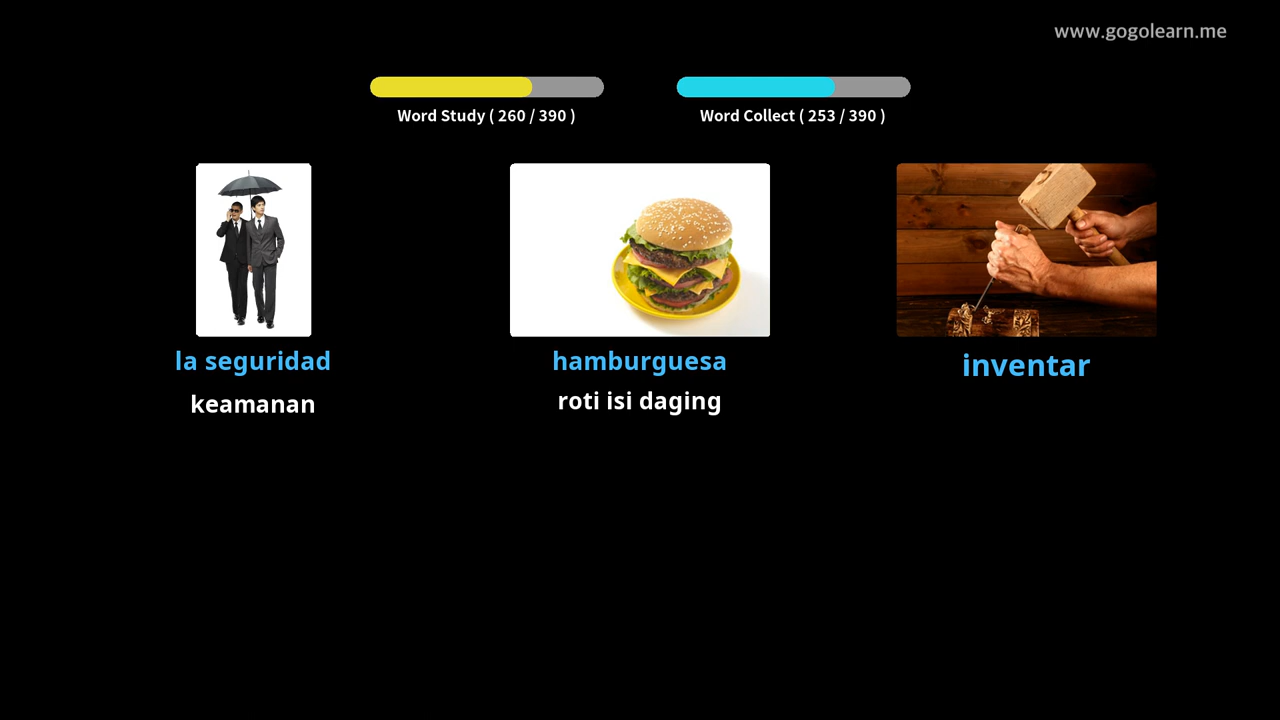 www.gogolearn.me
Word Study ( 260 / 390 )
Word Collect ( 253 / 390 )
la seguridad
keamanan
hamburguesa
roti isi daging
inventar